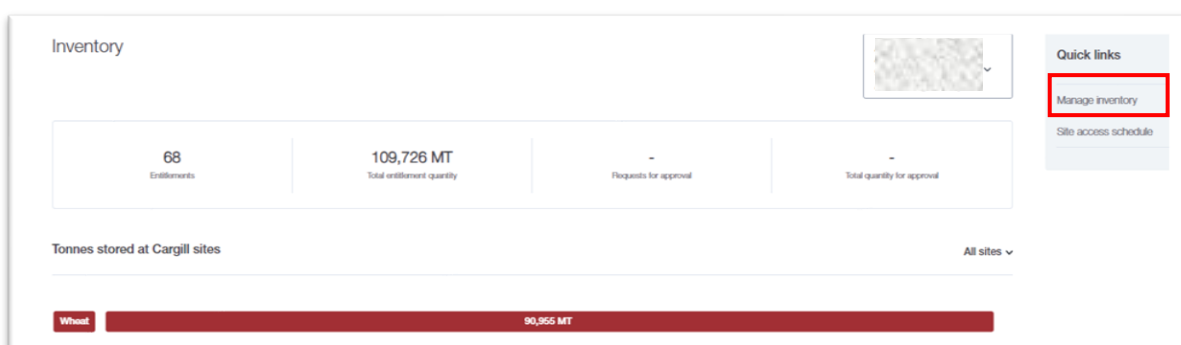 Inventory
Quick links
Manage inventory
Site access schedule
68
Entitlements
109,726 MT
Total entitlement quantity
-
Requests for approval
-
Total quantity for approval
Tonnes stored at Cargill sites
All sites
Wheat
90,955 MT